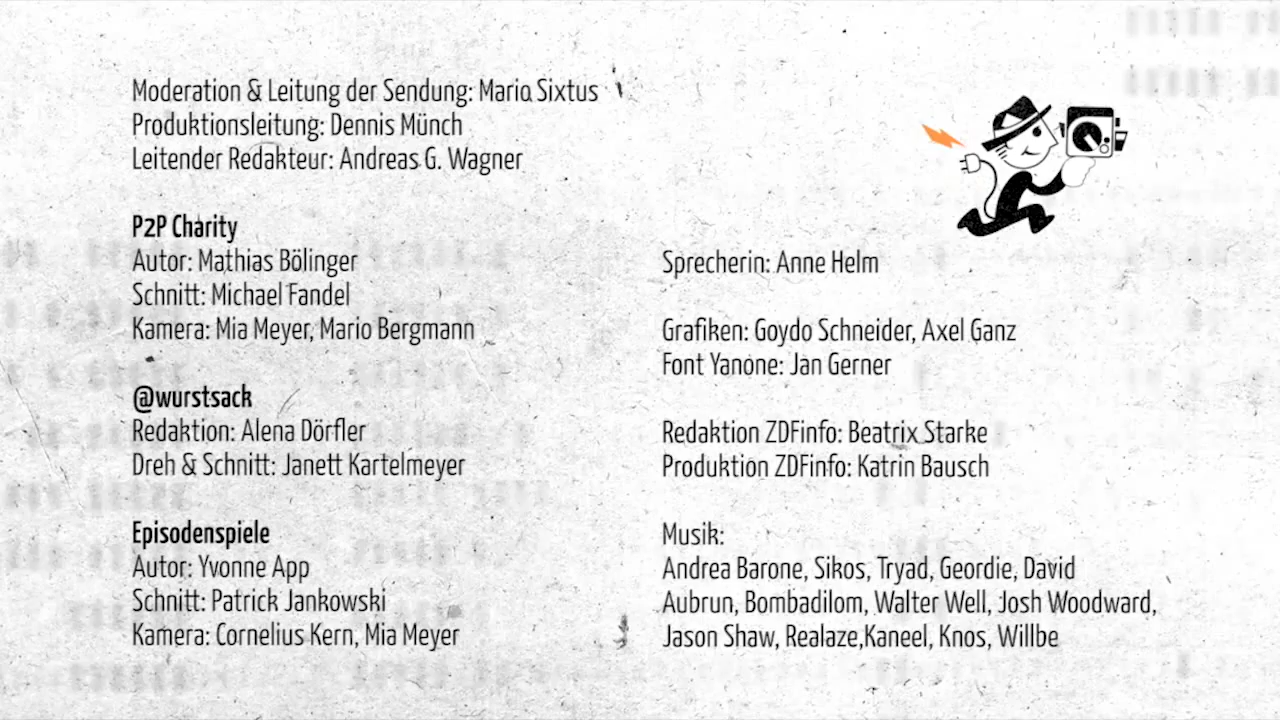 Moderation & Leitung der Sendung: Mario Sixtus
Produktionsleitung: Dennis Münch
Leitender Redakteur: Andreas G. Wagner
P2P Charity
Autor: Mathias Bölinger
Schnitt: Michael Fandel
Kamera: Mia Meyer, Mario Bergmann
@wurstsack
Redaktion: Alena Dörfler
Dreh & Schnitt: Janett Kartelmeyer
Episodenspiele
Autor: Yvonne App
Schnitt: Patrick Jankowski
Kamera: Cornelius Kern, Mia Meyer
Sprecherin: Anne Helm
Grafiken: Goydo Schneider, Axel Ganz
Font Yanone: Jan Gerner
Redaktion ZDFinfo: Beatrix Starke
Produktion ZDFinfo: Katrin Bausch
Musik:
Andrea Barone, Sikos, Tryad, Geordie, David
Aubrun, Bombadilom, Walter Well, Josh Woodward,
Jason Shaw, Realaze,Kaneel, Knos, Willbe